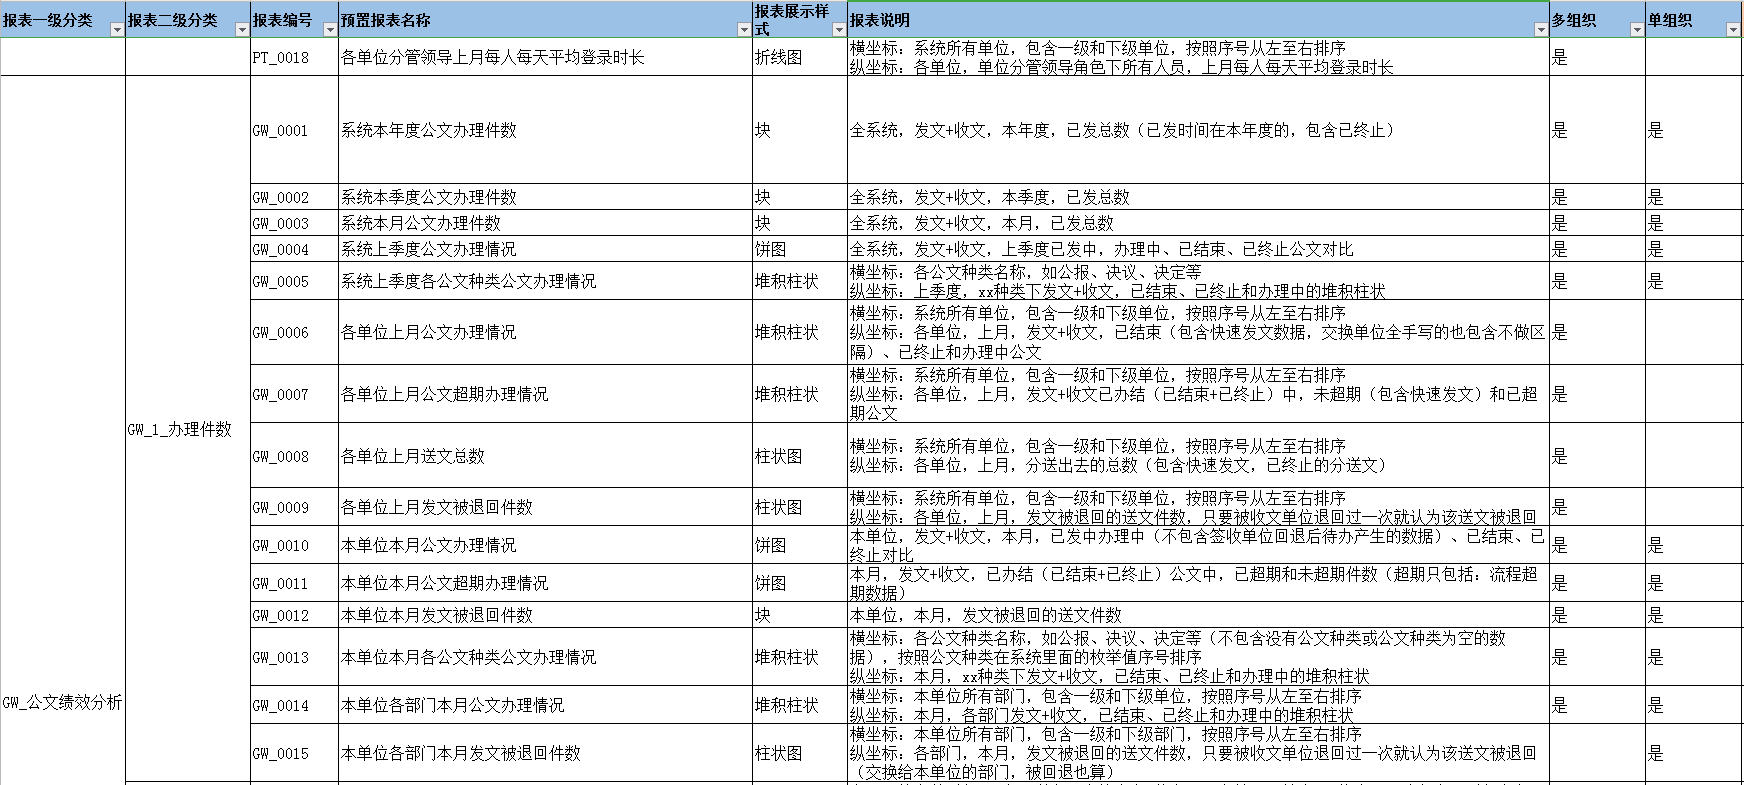 报表一级分类 报表二级分类 报表编号 预置报表名称 报表展示样式 报表说明 多组织 单组织
PT_0018 各单位分管领导上月每人每天平均登录时长 折线图 横坐标：系统所有单位，包含一级和下级单位，按照序号从左至右排序
纵坐标：各单位，单位分管领导角色下所有人员，上月每人每天平均登录时长 是
GW_公文绩效分析
GW_1_办理件数
GW_0001 系统本年度公文办理件数 块 全系统，发文+收文，本年度，已发总数（已发时间在本年度的，包含已终止） 是 是
GW_0002 系统本季度公文办理件数 块 全系统，发文+收文，本季度，已发总数 是 是
GW_0003 系统本月公文办理件数 块 全系统，发文+收文，本月，已发总数 是 是
GW_0004 系统上季度公文办理情况 饼图 全系统，发文+收文，上季度已发中，办理中、已结束、已终止公文对比 是 是
GW_0005 系统上季度各公文种类公文办理情况 堆积柱状 横坐标：各公文种类名称，如公报、决议、决定等
纵坐标：上季度，xx种类下发文+收文，已结束、已终止和办理中的堆积柱状 是 是
GW_0006 各单位上月公文办理情况 堆积柱状 横坐标：系统所有单位，包含一级和下级单位，按照序号从左至右排序
纵坐标：各单位，上月，发文+收文，已结束（包含快速发文数据，交换单位全手写的也包含不做区
隔）、已终止和办理中公文 是
GW_0007 各单位上月公文超期办理情况 堆积柱状 横坐标：系统所有单位，包含一级和下级单位，按照序号从左至右排序
纵坐标：各单位，上月，发文+收文已办结（已结束+已终止）中，未超期（包含快速发文）和已超
期公文 是
GW_0008 各单位上月送文总数 柱状图 横坐标：系统所有单位，包含一级和下级单位，按照序号从左至右排序
纵坐标：各单位，上月，分送出去的总数（包含快速发文，已终止的分送文） 是
GW_0009 各单位上月发文被退回件数 柱状图 横坐标：系统所有单位，包含一级和下级单位，按照序号从左至右排序
纵坐标：各单位，上月，发文被退回的送文件数，只要被收文单位退回过一次就认为该送文被退回 是
GW_0010 本单位本月公文办理情况 饼图 本单位，发文+收文，本月，已发中办理中（不包含签收单位回退后待办产生的数据）、已结束、已
终止对比 是 是
GW_0011 本单位本月公文超期办理情况 饼图 本月，发文+收文，已办结（已结束+已终止）公文中，已超期和未超期件数（超期只包括：流程超
期数据） 是 是
GW_0012 本单位本月发文被退回件数 块 本单位，本月，发文被退回的送文件数 是 是
GW_0013 本单位本月各公文种类公文办理情况 堆积柱状 横坐标：各公文种类名称，如公报、决议、决定等（不包含没有公文种类或公文种类为空的数
据），按照公文种类在系统里面的枚举值序号排序
纵坐标：本月，xx种类下发文+收文，已结束、已终止和办理中的堆积柱状 是 是
GW_0014 本单位各部门本月公文办理情况 堆积柱状 横坐标：本单位所有部门，包含一级和下级单位，按照序号从左至右排序
纵坐标：本月，各部门发文+收文，已结束、已终止和办理中的堆积柱状 是 是
GW_0015 本单位各部门本月发文被退回件数 柱状图 横坐标：本单位所有部门，包含一级和下级部门，按照序号从左至右排序
纵坐标：各部门，本月，发文被退回的送文件数，只要被收文单位退回过一次就认为该送文被退回
（交换给本单位的部门，被回退也算） 是